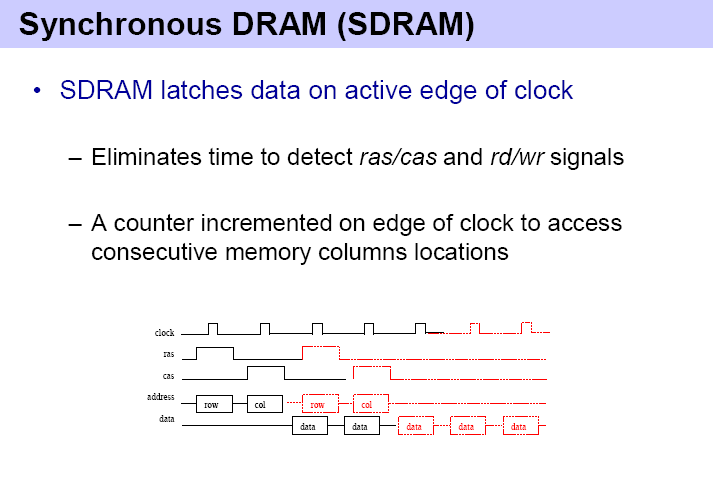 Synchronous DRAM (SDRAM)
• SDRAM latches data on active edge of clock
– Eliminates time to detect ras/cas and rd/wr signals
– A counter incremented on edge of clock to access
consecutive memory columns locations
clock
ras
cas
address
row col row col
data
data data data data data